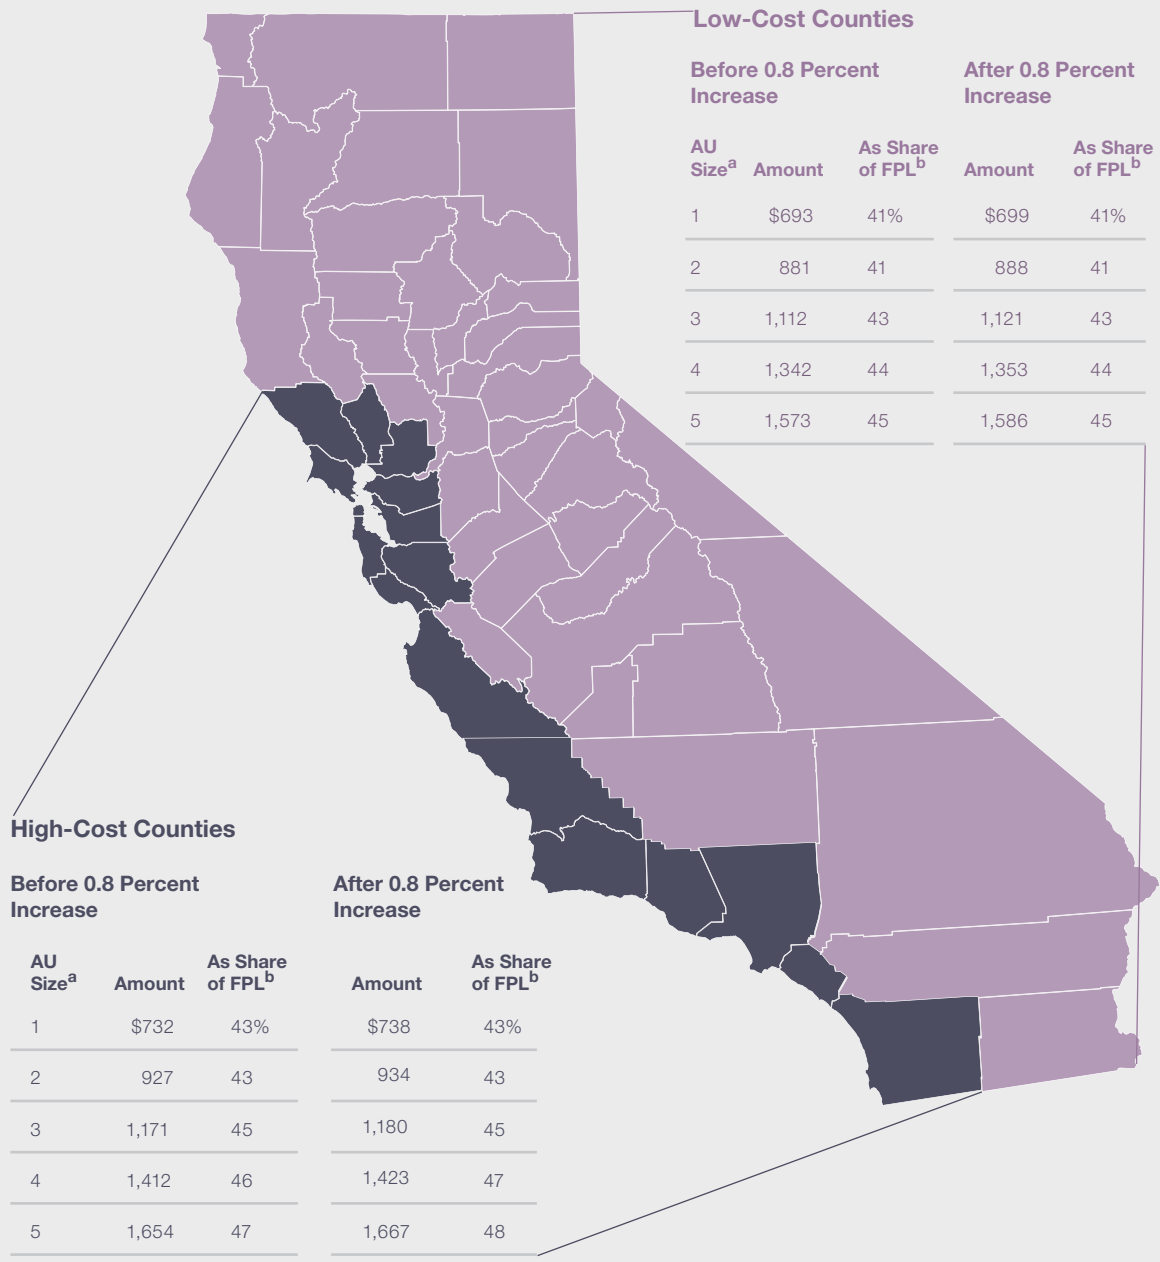 Low-Cost Counties
Before 0.8 Percent Increase
After 0.8 Percent Increase
AU Sizeᵃ Amount As Share of FPLᵇ Amount As Share of FPLᵇ
1 $693 41% $699 41%
2 881 41 888 41
3 1,112 43 1,121 43
4 1,342 44 1,353 44
5 1,573 45 1,586 45
High-Cost Counties
Before 0.8 Percent Increase
After 0.8 Percent Increase
AU Sizeᵃ Amount As Share of FPLᵇ Amount As Share of FPLᵇ
1 $732 43% $738 43%
2 927 43 934 43
3 1,171 45 1,180 45
4 1,412 46 1,423 47
5 1,654 47 1,667 48